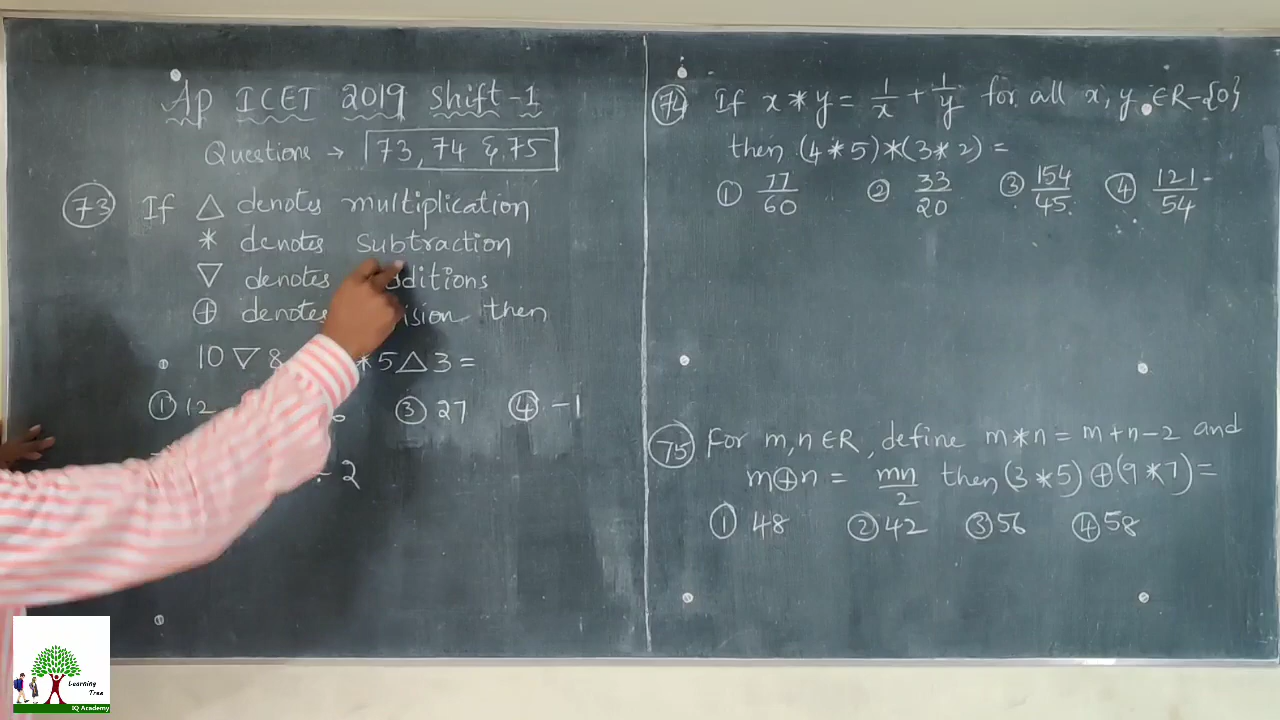 Ap ICET 2019 Shift-1
Questions → 73, 74 & 75
73 If △ denotes multiplication
* denotes Subtraction
▽ denotes ditions
⊕ denotes ision then
10 ▽ 8 * 5 △ 3 =
① 12 ③ 27 ④ -1
÷ 2
74 If x * y = 1/x + 1/y for all x, y ∈ R-{0}
then (4 * 5) * (3 * 2) =
① 77/60 ② 33/20 ③ 154/45 ④ 121/54
75 For m, n ∈ R, define m * n = m + n - 2 and
m ⊕ n = mn/2 then (3 * 5) ⊕ (9 * 7) =
① 48 ② 42 ③ 56 ④ 58
Learning
Tree
IQ Academy